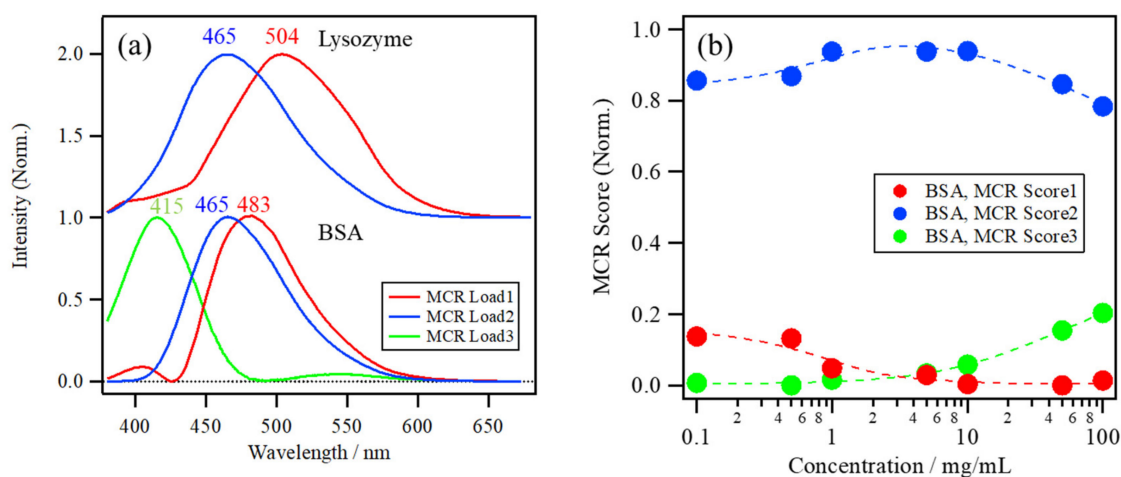 (a)
465 504 Lysozyme
2.0
1.5
1.0
0.5
0.0
415 465 483
BSA
MCR Load1
MCR Load2
MCR Load3
Intensity (Norm.)
400 450 500 550 600 650
Wavelength / nm
(b)
1.0
0.8
0.6
0.4
0.2
0.0
MCR Score (Norm.)
BSA, MCR Score1
BSA, MCR Score2
BSA, MCR Score3
2 4 6 8 2 4 6 8 2 4 6 8
0.1 1 10 100
Concentration / mg/mL